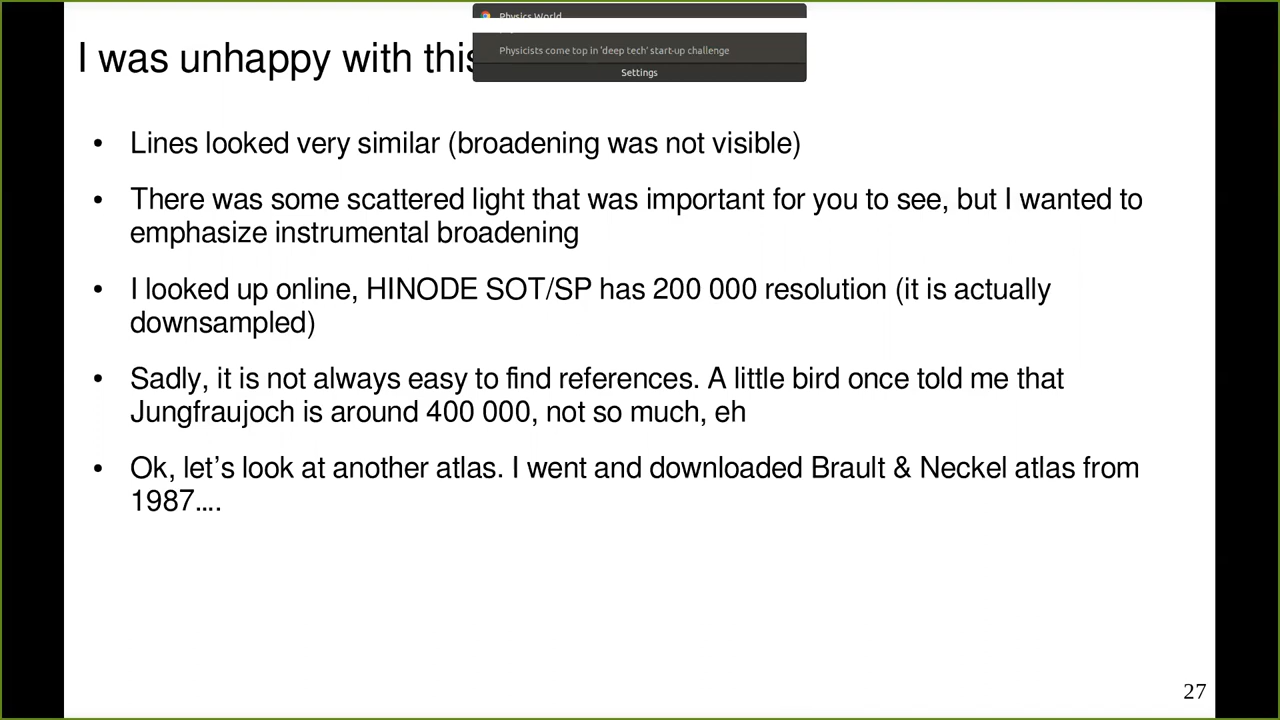 Physics World
Physicists come top in 'deep tech' start-up challenge
Settings
I was unhappy with this
• Lines looked very similar (broadening was not visible)
• There was some scattered light that was important for you to see, but I wanted to
emphasize instrumental broadening
• I looked up online, HINODE SOT/SP has 200 000 resolution (it is actually
downsampled)
• Sadly, it is not always easy to find references. A little bird once told me that
Jungfraujoch is around 400 000, not so much, eh
• Ok, let’s look at another atlas. I went and downloaded Brault & Neckel atlas from
1987....
27